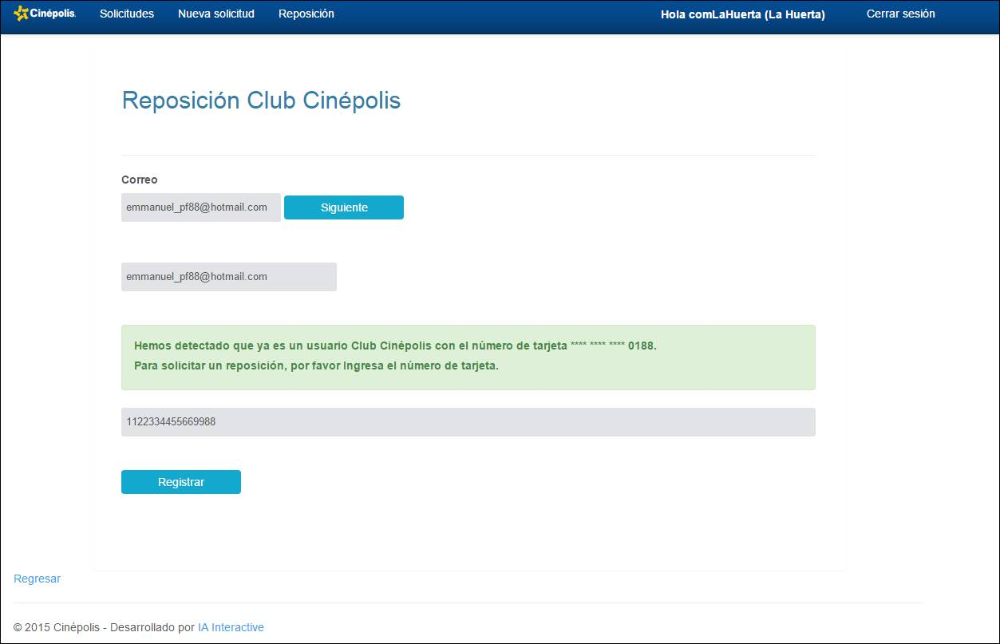 Cinépolis. Solicitudes Nueva solicitud Reposición Hola comLaHuerta (La Huerta) Cerrar sesión
Reposición Club Cinépolis
Correo
emmanuel_pf88@hotmail.com Siguiente
emmanuel_pf88@hotmail.com
Hemos detectado que ya es un usuario Club Cinépolis con el número de tarjeta **** **** **** 0188.
Para solicitar un reposición, por favor ingresa el número de tarjeta.
1122334455669988
Registrar
Regresar
© 2015 Cinépolis - Desarrollado por IA Interactive